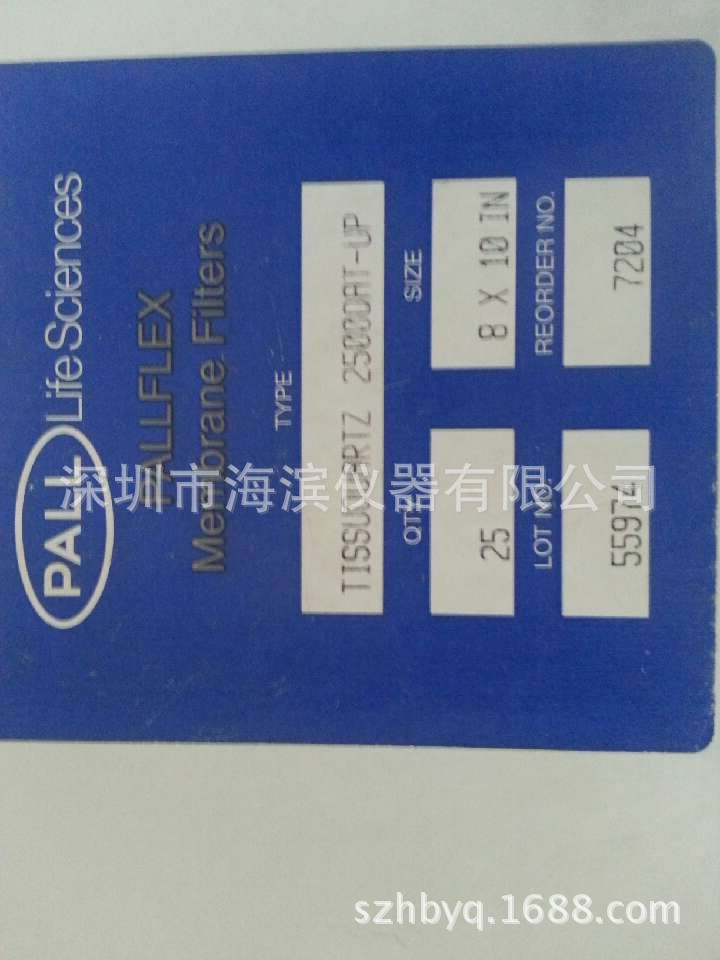 PALL Life Sciences
PALLFLEX
Membrane Filters
TYPE
TISSUQUARTZ 2500QAT-UP
QTY.
25
SIZE
8 X 10 IN
LOT NO.
55974
REORDER NO.
7204
深圳市海滨仪器有限公司
szhbyq.1688.com